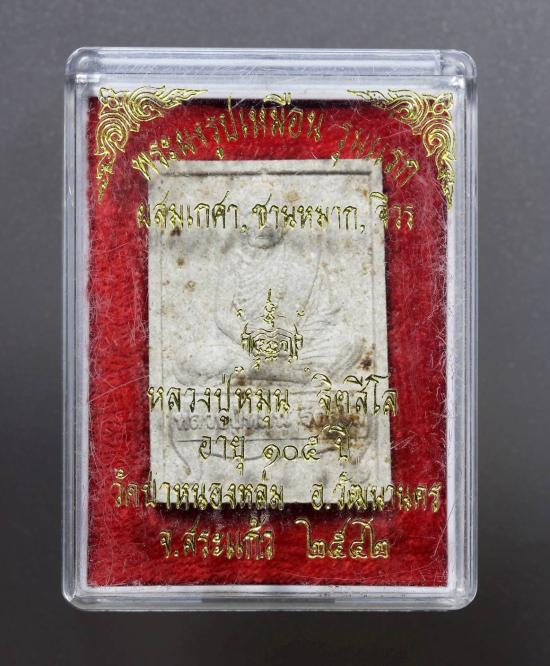 พระผงรูปเหมือน รุ่นแรก
ผสมเกศา, ชานหมาก, จีวร
หลวงปู่หมุน ฐิตสีโล
อายุ ๑๐๕ ปี
วัดป่าหนองหล่ม อ.วัฒนานคร
จ.สระแก้ว ๒๕๔๒